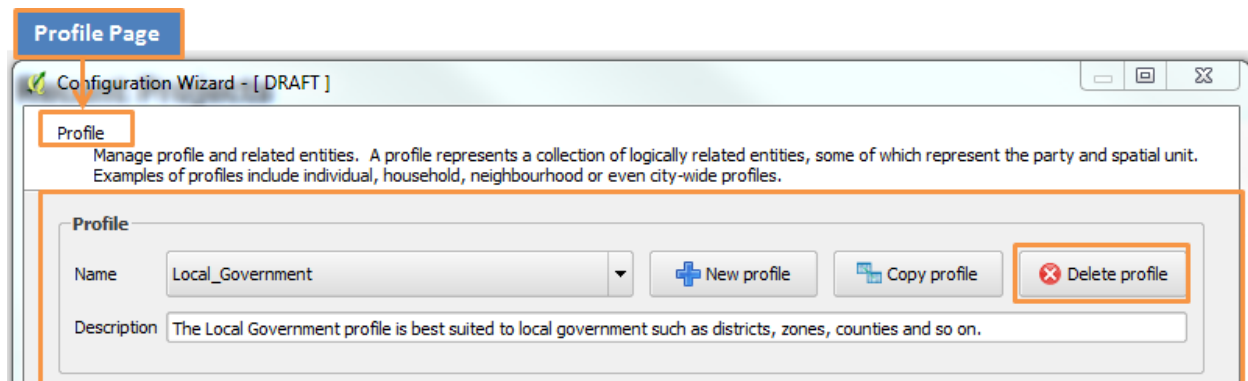 Profile Page
Configuration Wizard - [ DRAFT ]
Profile
Manage profile and related entities. A profile represents a collection of logically related entities, some of which represent the party and spatial unit.
Examples of profiles include individual, household, neighbourhood or even city-wide profiles.
Profile
Name Local_Government New profile Copy profile Delete profile
Description The Local Government profile is best suited to local government such as districts, zones, counties and so on.